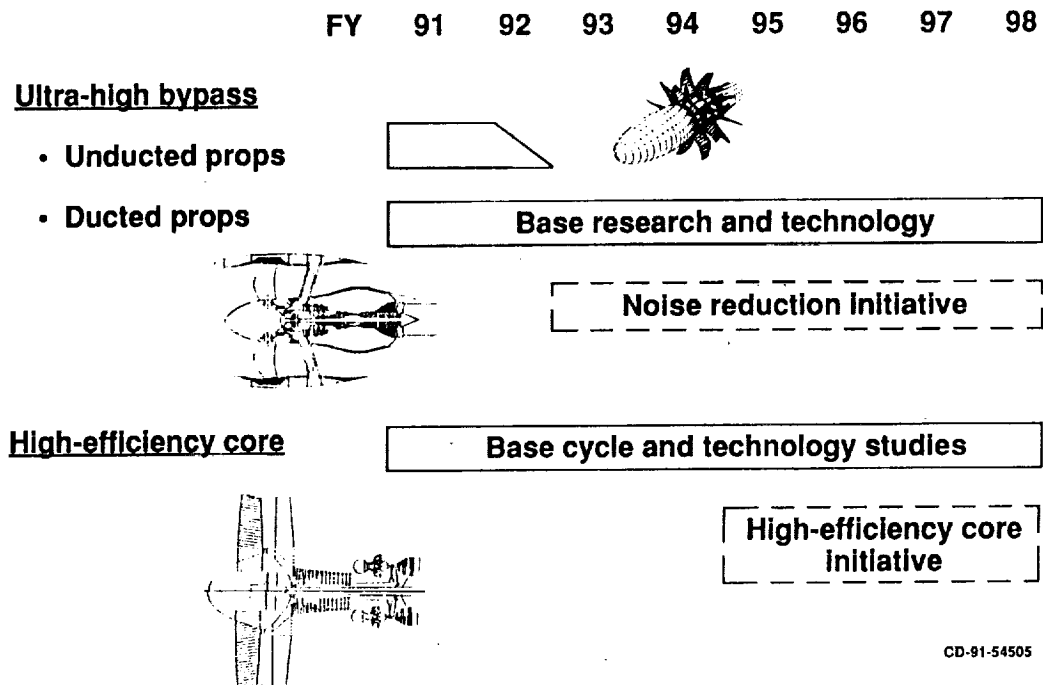 FY 91 92 93 94 95 96 97 98
Ultra-high bypass
• Unducted props
• Ducted props
Base research and technology
Noise reduction initiative
High-efficiency core
Base cycle and technology studies
High-efficiency core
initiative
CD-91-54505